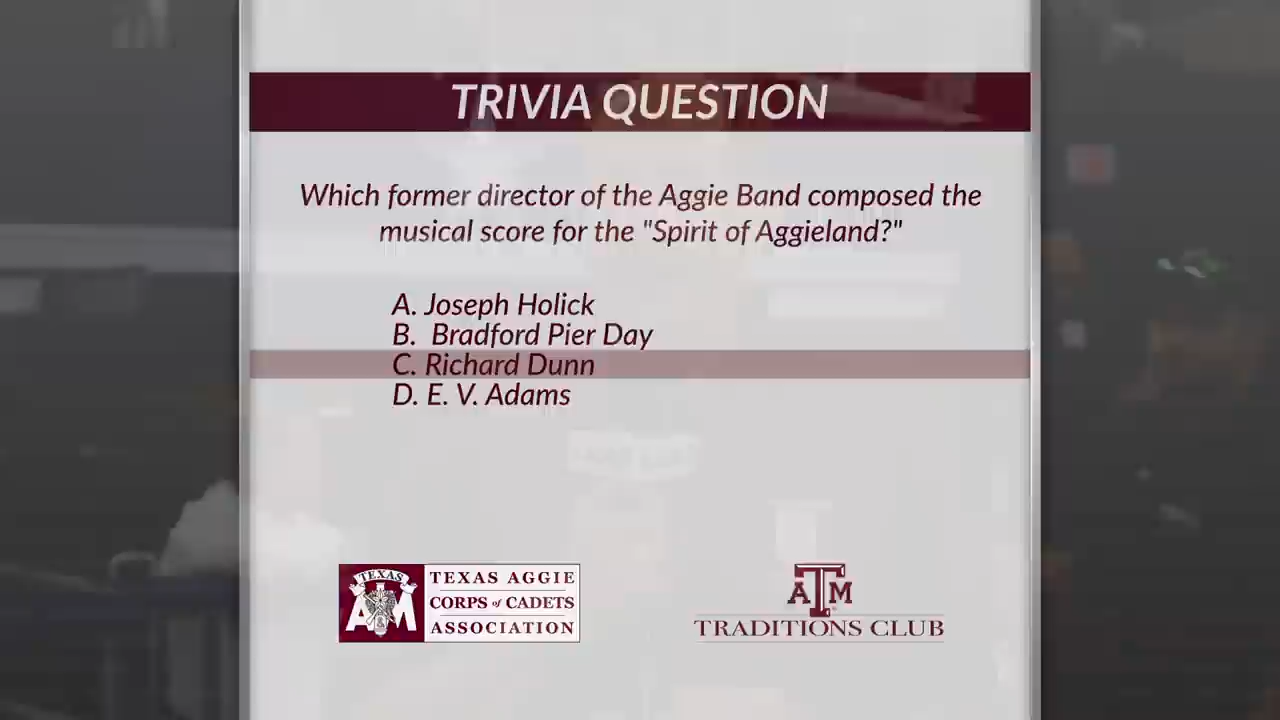 TRIVIA QUESTION
Which former director of the Aggie Band composed the
musical score for the "Spirit of Aggieland?"
A. Joseph Holick
B. Bradford Pier Day
C. Richard Dunn
D. E. V. Adams
TEXAS
AM
TEXAS AGGIE
CORPS of CADETS
ASSOCIATION
ATM
TRADITIONS CLUB